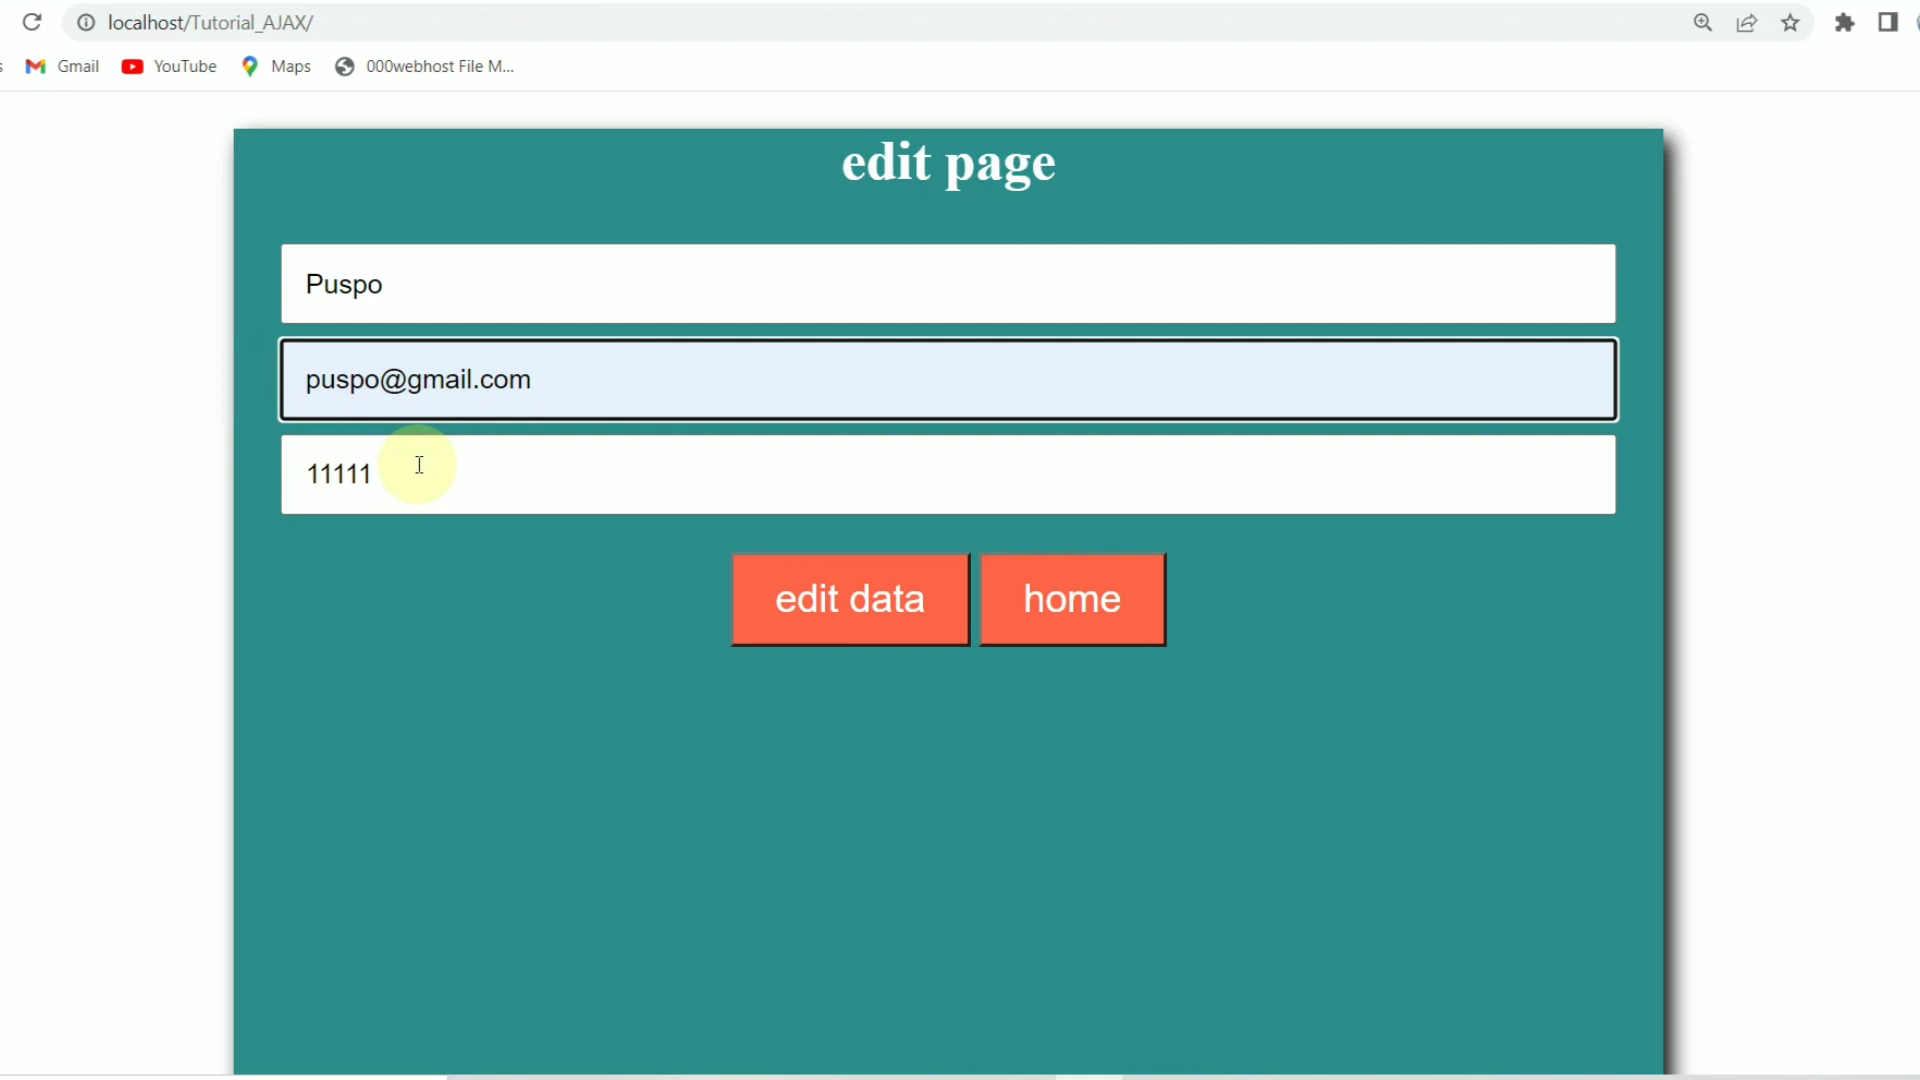 localhost/Tutorial_AJAX/
s Gmail YouTube Maps 000webhost File M...
edit page
Puspo
puspo@gmail.com
11111
edit data home